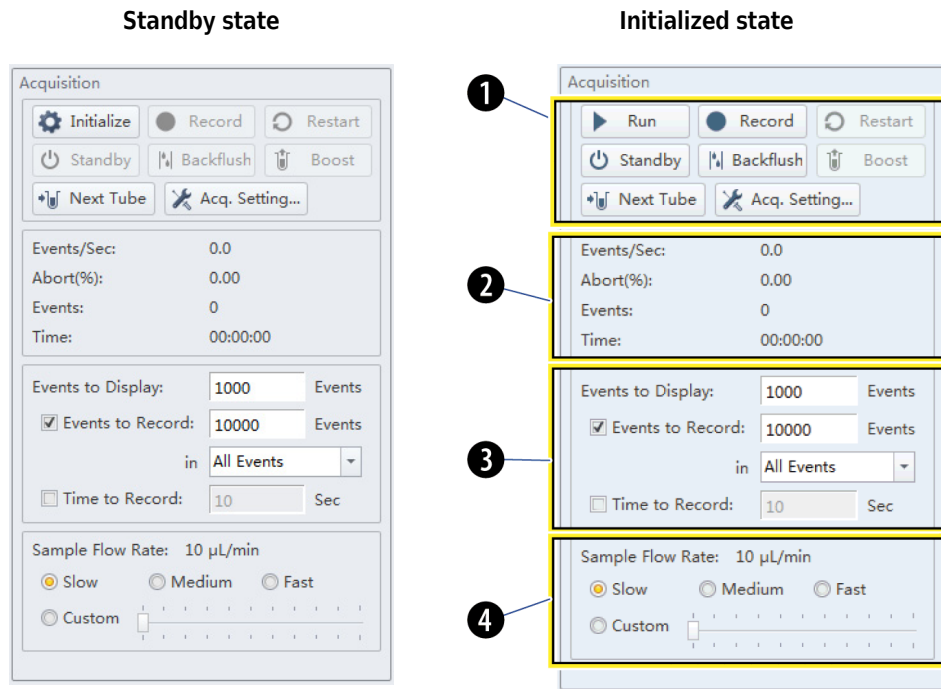 Standby state
Acquisition
Initialize Record Restart
Standby Backflush Boost
Next Tube Acq. Setting...
Events/Sec: 0.0
Abort(%): 0.00
Events: 0
Time: 00:00:00
Events to Display: 1000 Events
Events to Record: 10000 Events
in All Events
Time to Record: 10 Sec
Sample Flow Rate: 10 µL/min
Slow Medium Fast
Custom
Initialized state
1
2
3
4
Acquisition
Run Record Restart
Standby Backflush Boost
Next Tube Acq. Setting...
Events/Sec: 0.0
Abort(%): 0.00
Events: 0
Time: 00:00:00
Events to Display: 1000 Events
Events to Record: 10000 Events
in All Events
Time to Record: 10 Sec
Sample Flow Rate: 10 µL/min
Slow Medium Fast
Custom